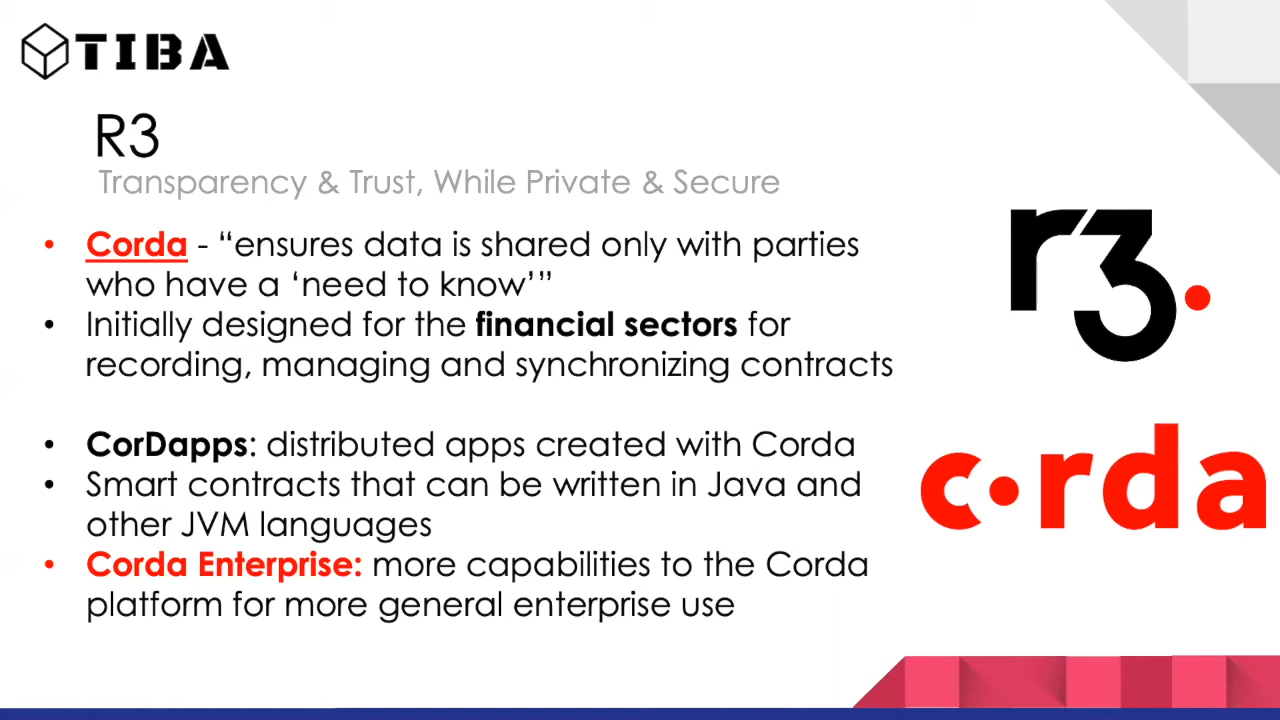 TIBA
R3
Transparency & Trust, While Private & Secure
• Corda - “ensures data is shared only with parties
who have a ‘need to know’”
• Initially designed for the financial sectors for
recording, managing and synchronizing contracts
• CorDapps: distributed apps created with Corda
• Smart contracts that can be written in Java and
other JVM languages
• Corda Enterprise: more capabilities to the Corda
platform for more general enterprise use
r3.
corda